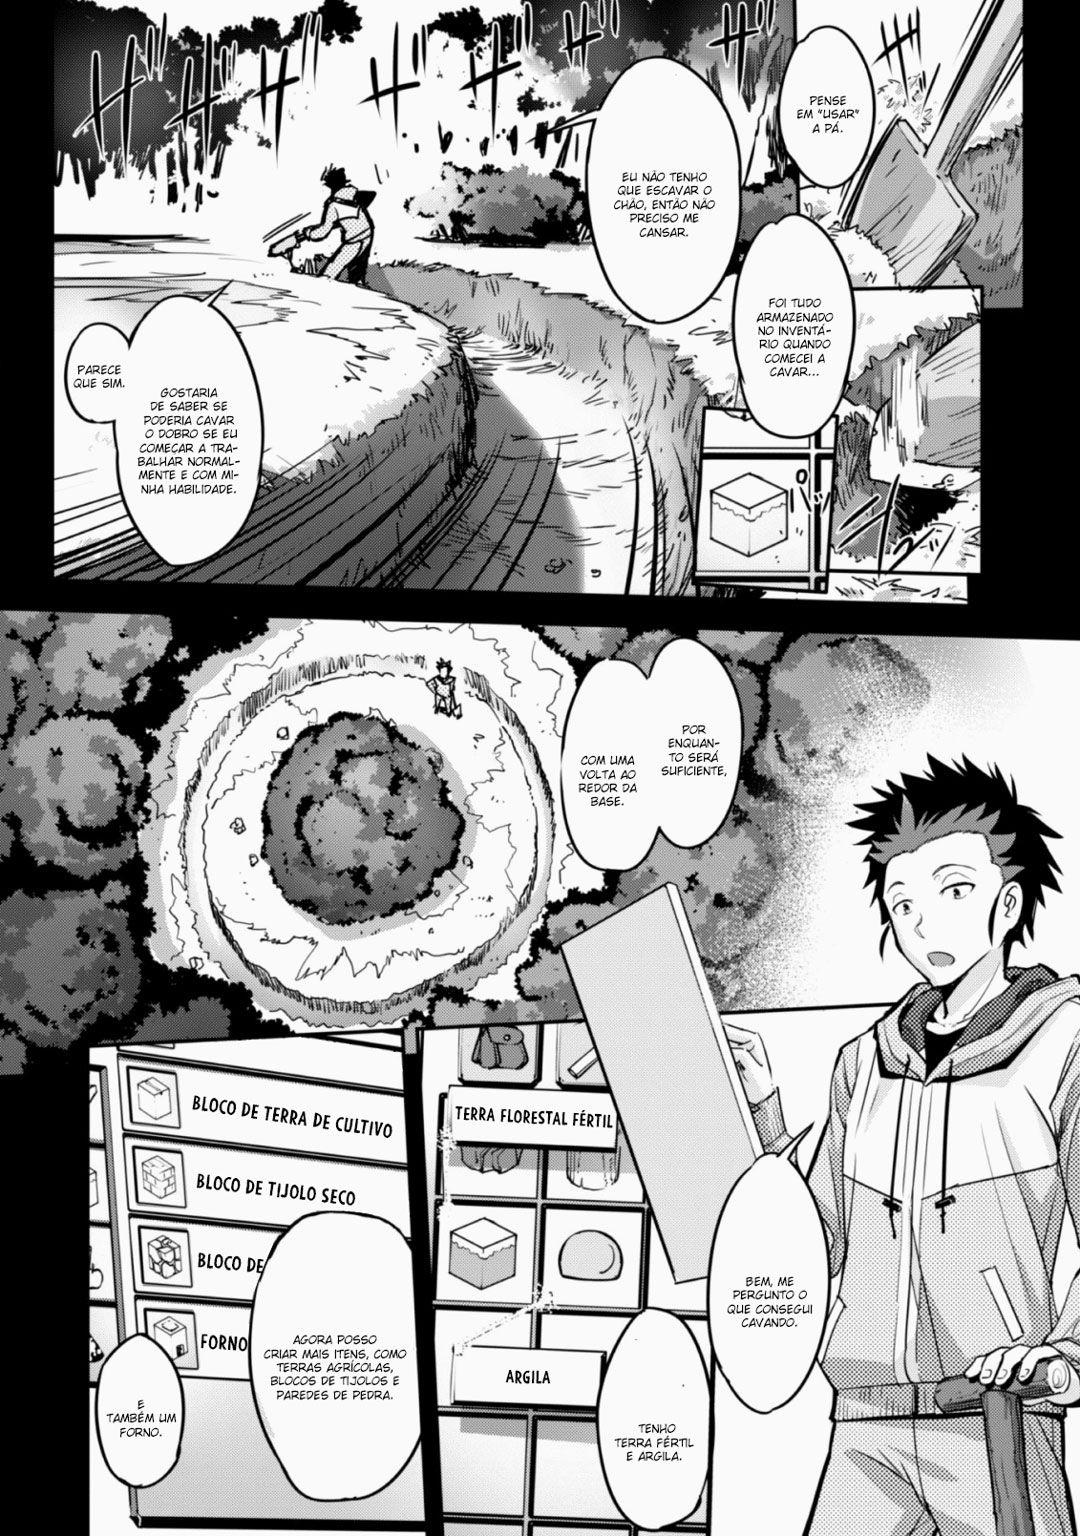 PENSE
EM "USAR"
A PÁ.
EU NÃO TENHO
QUE ESCAVAR O
CHÃO, ENTÃO NÃO
PRECISO ME
CANSAR.
FOI TUDO
ARMAZENADO
NO INVENTÁ-
RIO QUANDO
COMECEI A
CAVAR...
パッ
GOSTARIA
DE SABER SE
PODERIA CAVAR
O DOBRO SE EU
COMEÇAR A TRA-
BALHAR NORMAL-
MENTE E COM MI-
NHA HABILIDADE.
PARECE
QUE SIM.
POR
ENQUAN-
TO SERÁ
SUFICIENTE,
COM UMA
VOLTA AO
REDOR DA
BASE.
BEM, ME
PERGUNTO O
QUE CONSEGUI
CAVANDO.
TERRA FLORESTAL FÉRTIL
ARGILA
TENHO
TERRA FÉRTIL
E ARGILA.
BLOCO DE TERRA DE CULTIVO
BLOCO DE TIJOLO SECO
BLOCO DE
FORNO
AGORA POSSO
CRIAR MAIS ITENS, COMO
TERRAS AGRÍCOLAS,
BLOCOS DE TIJOLOS E
PAREDES DE PEDRA.
E
TAMBÉM UM
FORNO.